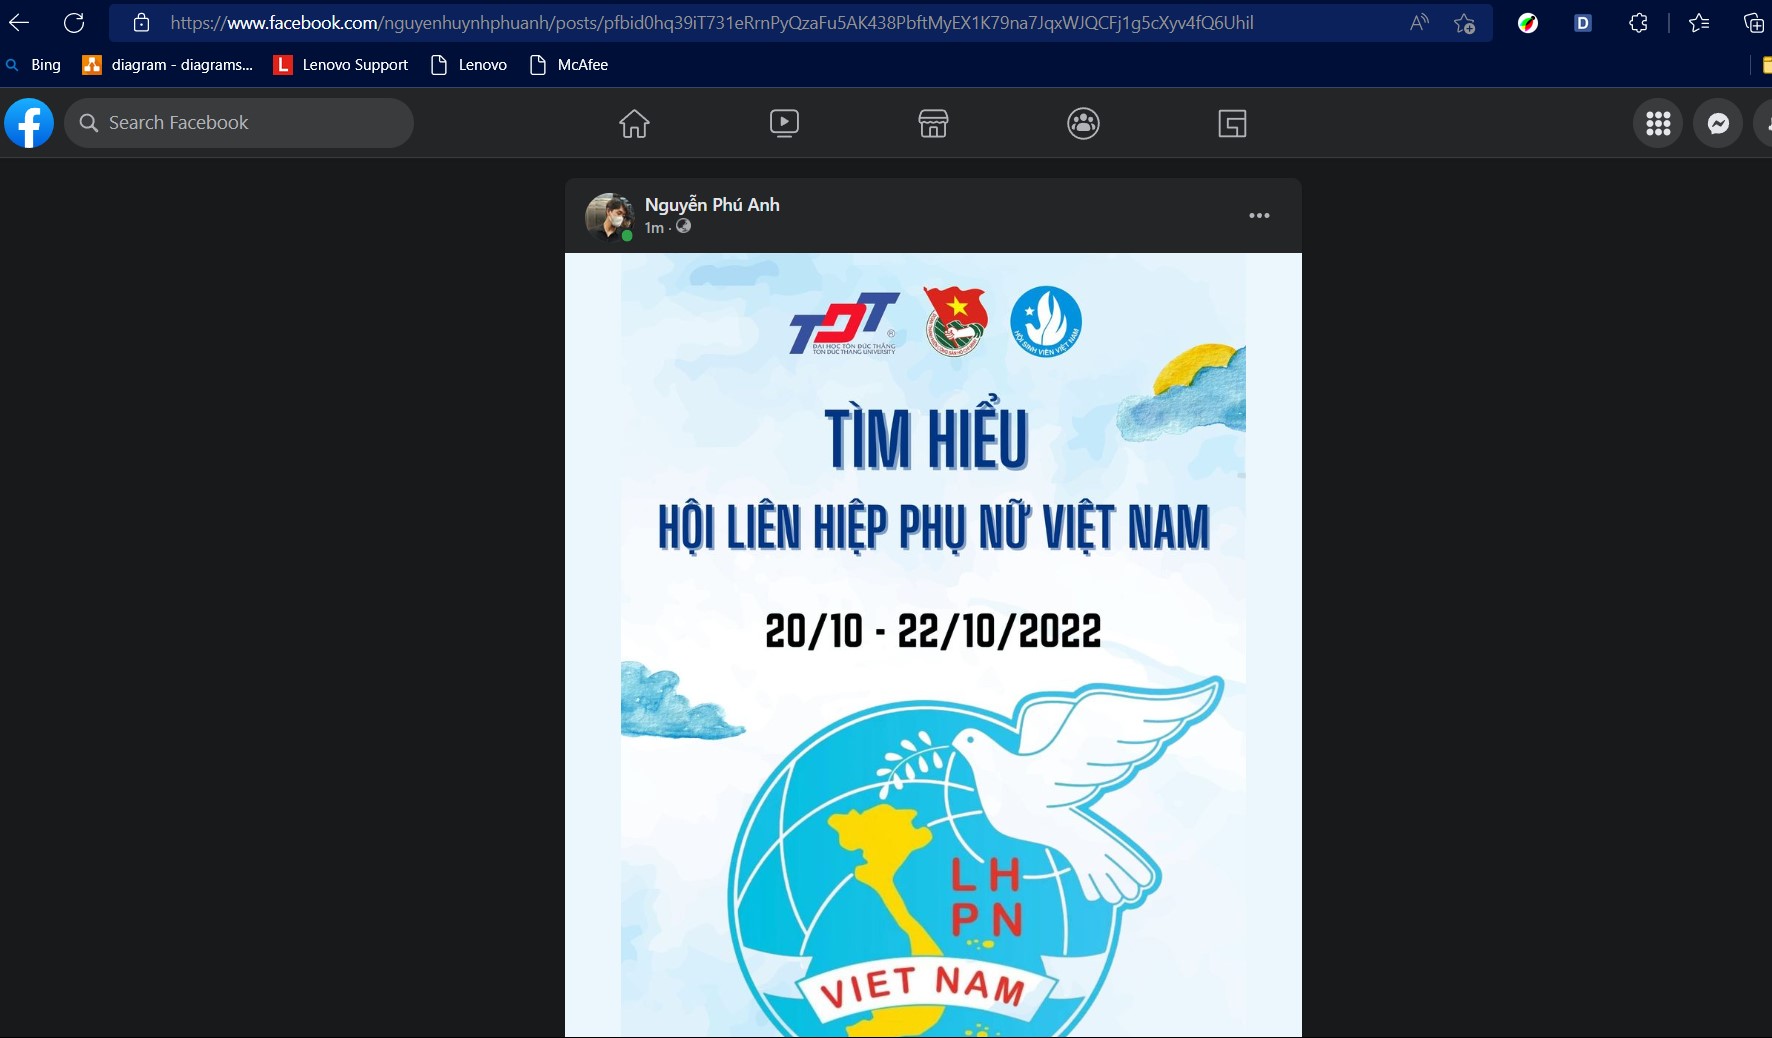 https://www.facebook.com/nguyenhuynhphuanh/posts/pfbid0hq39iT731eRrnPyQzaFu5AK438PbftMyEX1K79na7JqxWJQCFj1g5cXyv4fQ6Uhil
D
Bing
diagram - diagrams...
L
Lenovo Support
Lenovo
McAfee
Search Facebook
Nguyễn Phú Anh
1m ·
TDT
ĐẠI HỌC TÔN ĐỨC THẮNG
TON DUC THANG UNIVERSITY
HỘI SINH VIÊN VIỆT NAM
TÌM HIỂU
HỘI LIÊN HIỆP PHỤ NỮ VIỆT NAM
20/10 - 22/10/2022
LH
PN
VIET NAM